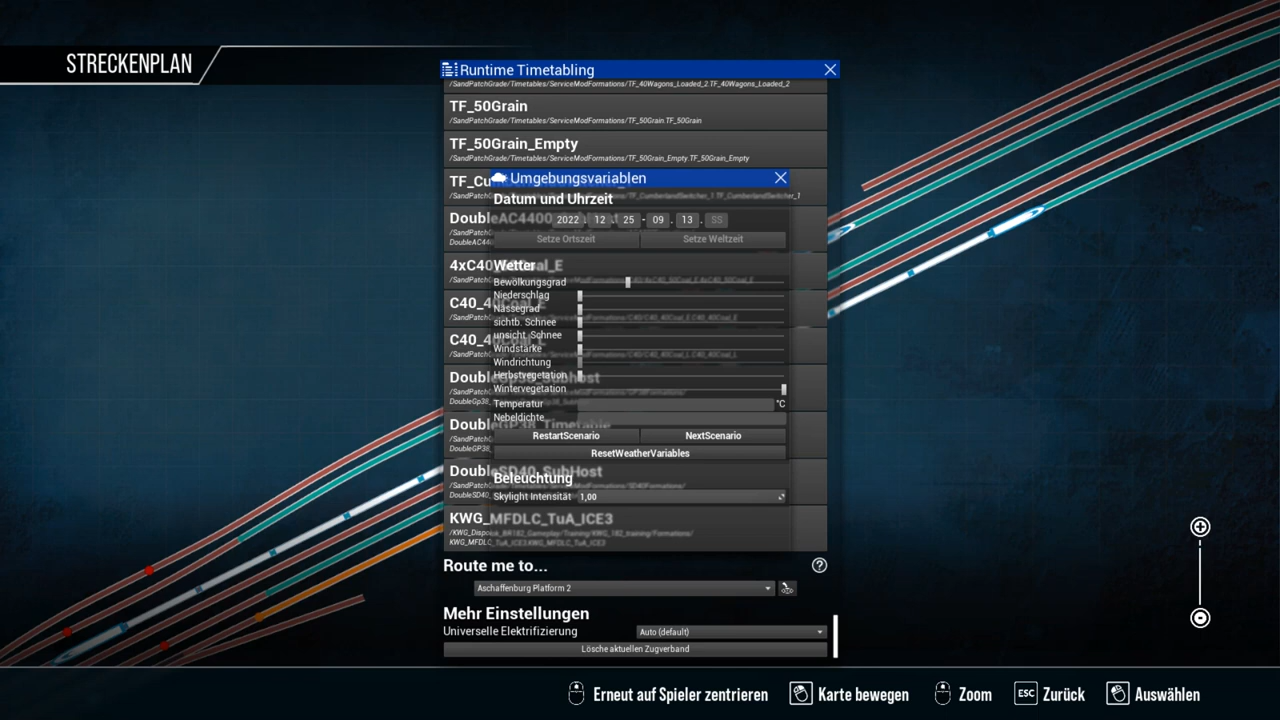 STRECKENPLAN
Runtime Timetabling
/SandPatchGrade/Timetables/ServiceModFormations/TF_40Wagons_Loaded_2.TF_40Wagons_Loaded_2
TF_50Grain
/SandPatchGrade/Timetables/ServiceModFormations/TF_50Grain.TF_50Grain
TF_50Grain_Empty
/SandPatchGrade/Timetables/ServiceModFormations/TF_50Grain_Empty.TF_50Grain_Empty
Umgebungsvariablen
Datum und Uhrzeit
2022 . 12 . 25 - 09 . 13 . SS
Setze Ortszeit Setze Weltzeit
Wetter
Bewölkungsgrad
Niederschlag
Nässegrad
sichtb. Schnee
unsicht. Schnee
Windstärke
Windrichtung
Herbstvegetation
Wintervegetation
Temperatur °C
Nebeldichte
RestartScenario NextScenario
ResetWeatherVariables
Beleuchtung
Skylight Intensität 1,00
KWG_MFDLC_TuA_ICE3
KWG_MFDLC_TuA_ICE3.KWG_MFDLC_TuA_ICE3
Route me to...
Aschaffenburg Platform 2
Mehr Einstellungen
Universelle Elektrifizierung Auto (default)
Lösche aktuellen Zugverband
Erneut auf Spieler zentrieren Karte bewegen Zoom ESC Zurück Auswählen